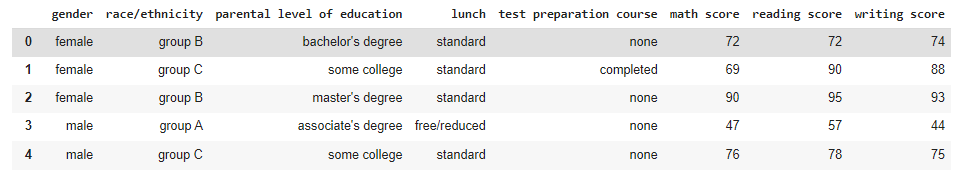 gender race/ethnicity parental level of education lunch test preparation course math score reading score writing score
0 female group B bachelor's degree standard none 72 72 74
1 female group C some college standard completed 69 90 88
2 female group B master's degree standard none 90 95 93
3 male group A associate's degree free/reduced none 47 57 44
4 male group C some college standard none 76 78 75